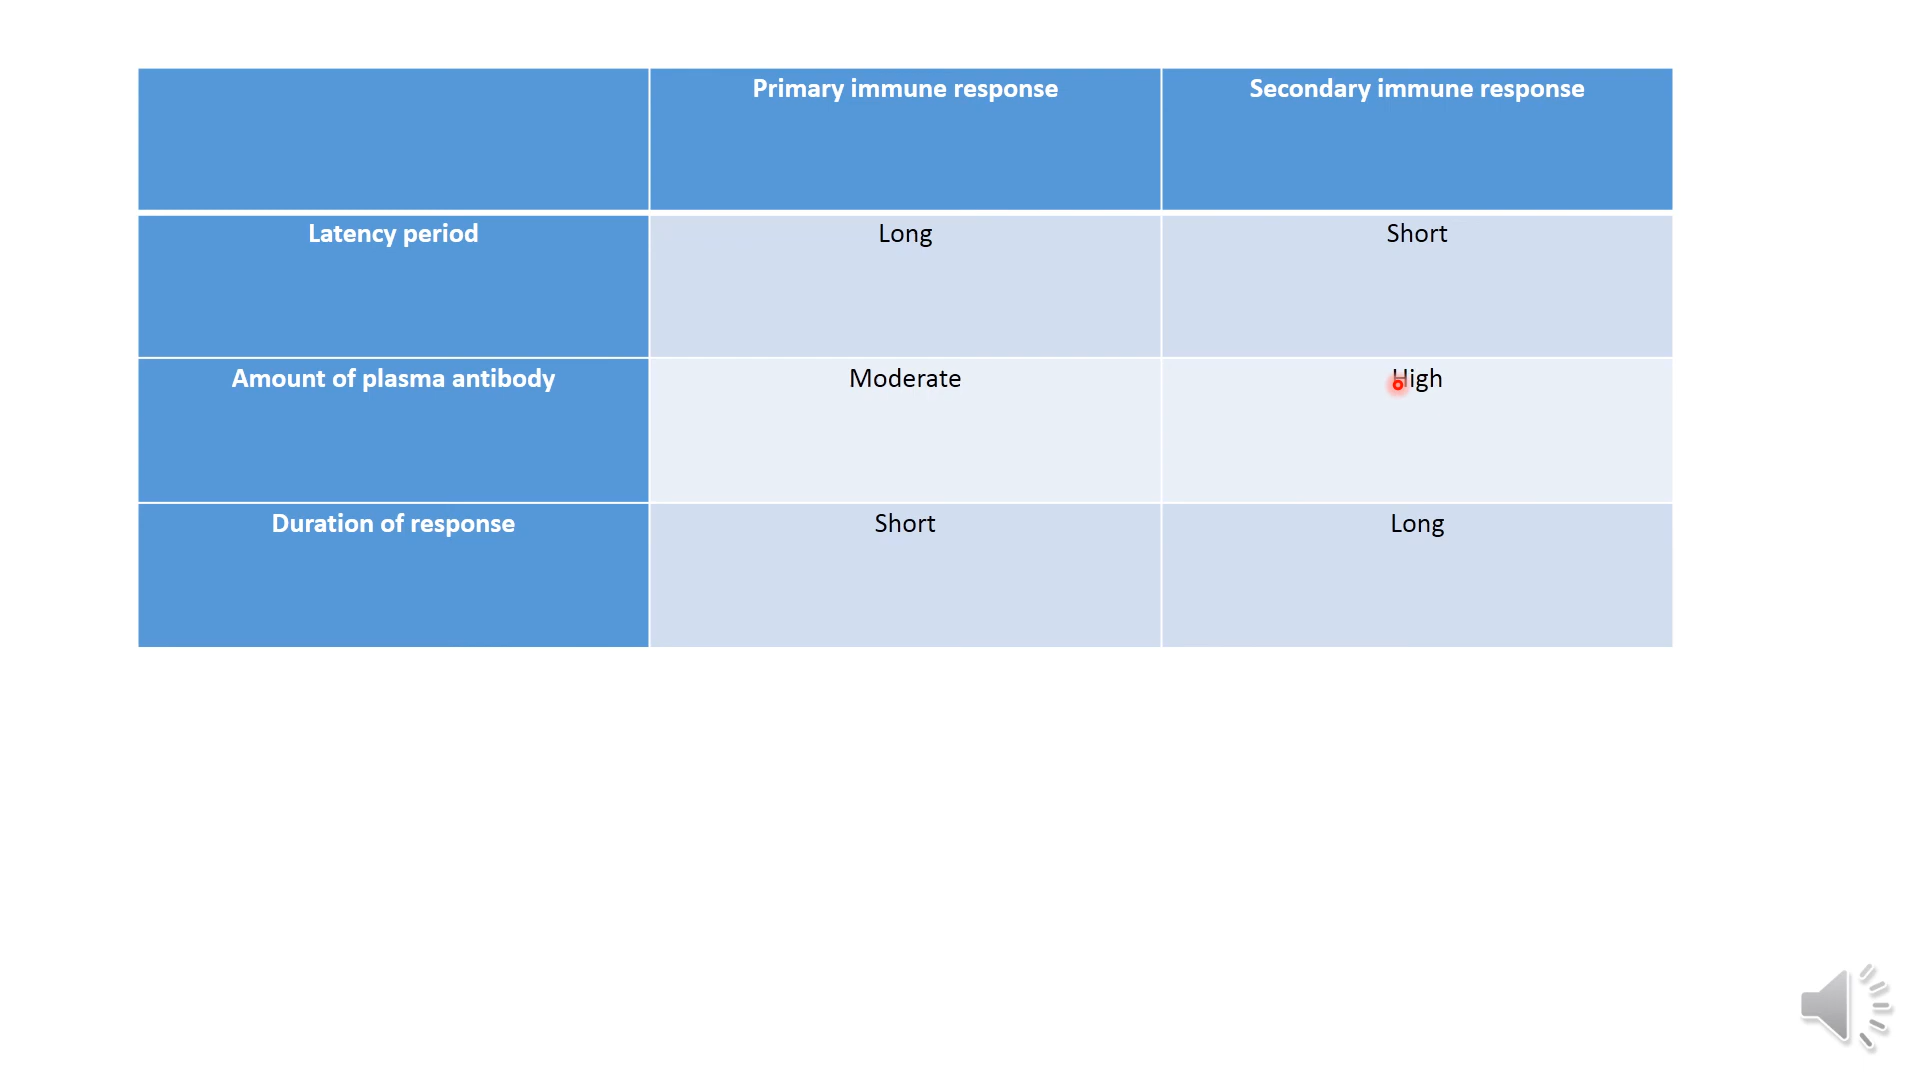 Primary immune response
Secondary immune response
Latency period
Long
Short
Amount of plasma antibody
Moderate
High
Duration of response
Short
Long